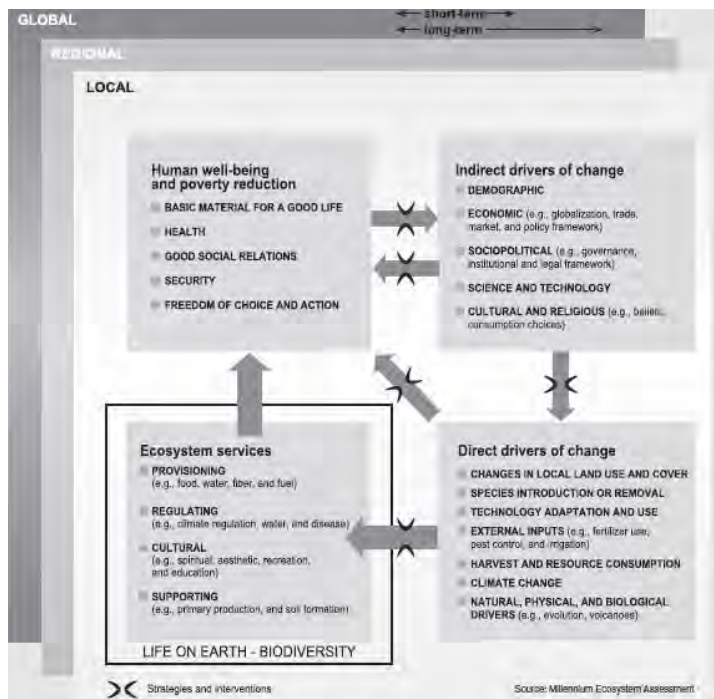 GLOBAL
short-term
long-term
REGIONAL
LOCAL
Human well-being
and poverty reduction
BASIC MATERIAL FOR A GOOD LIFE
HEALTH
GOOD SOCIAL RELATIONS
SECURITY
FREEDOM OF CHOICE AND ACTION
Indirect drivers of change
DEMOGRAPHIC
ECONOMIC (e.g., globalization, trade,
market, and policy framework)
SOCIOPOLITICAL (e.g., governance,
institutional and legal framework)
SCIENCE AND TECHNOLOGY
CULTURAL AND RELIGIOUS (e.g., beliefs,
consumption choices)
Ecosystem services
PROVISIONING
(e.g., food, water, fiber, and fuel)
REGULATING
(e.g., climate regulation, water, and disease)
CULTURAL
(e.g., spiritual, aesthetic, recreation,
and education)
SUPPORTING
(e.g., primary production, and soil formation)
LIFE ON EARTH - BIODIVERSITY
Direct drivers of change
CHANGES IN LOCAL LAND USE AND COVER
SPECIES INTRODUCTION OR REMOVAL
TECHNOLOGY ADAPTATION AND USE
EXTERNAL INPUTS (e.g., fertilizer use,
pest control, and irrigation)
HARVEST AND RESOURCE CONSUMPTION
CLIMATE CHANGE
NATURAL, PHYSICAL, AND BIOLOGICAL
DRIVERS (e.g., evolution, volcanoes)
Strategies and interventions
Source: Millennium Ecosystem Assessment